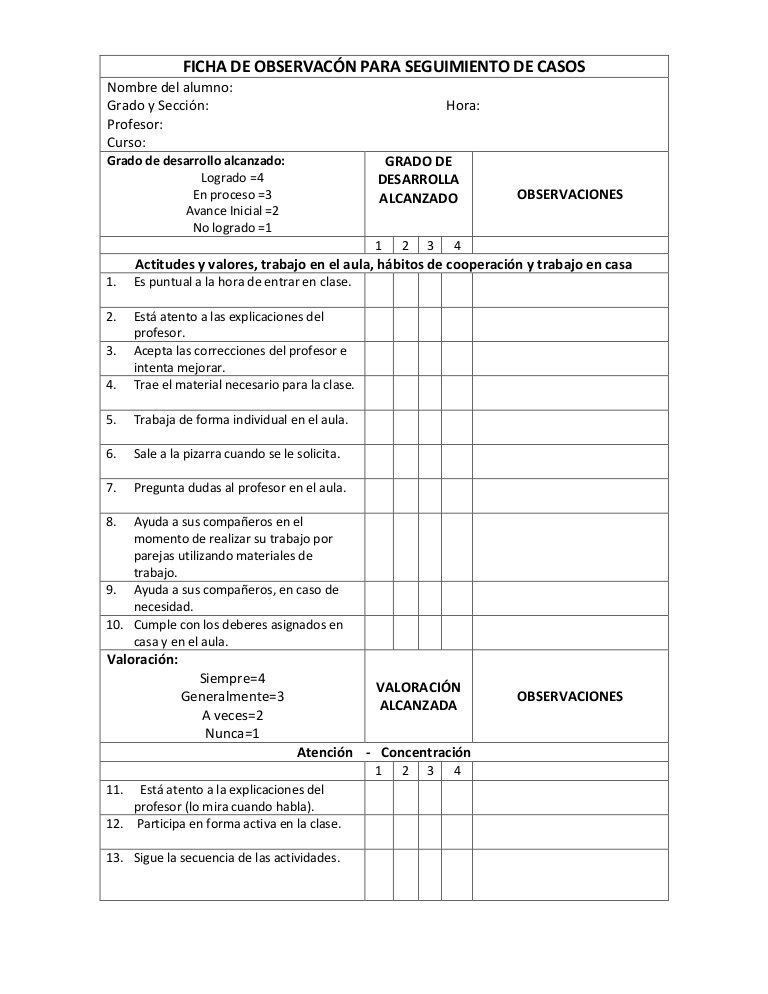 FICHA DE OBSERVACÓN PARA SEGUIMIENTO DE CASOS
Nombre del alumno:
Grado y Sección: Hora:
Profesor:
Curso:
Grado de desarrollo alcanzado:
Logrado =4
En proceso =3
Avance Inicial =2
No logrado =1
GRADO DE
DESARROLLA
ALCANZADO
OBSERVACIONES
1 2 3 4
Actitudes y valores, trabajo en el aula, hábitos de cooperación y trabajo en casa
1. Es puntual a la hora de entrar en clase.
2. Está atento a las explicaciones del
profesor.
3. Acepta las correcciones del profesor e
intenta mejorar.
4. Trae el material necesario para la clase.
5. Trabaja de forma individual en el aula.
6. Sale a la pizarra cuando se le solicita.
7. Pregunta dudas al profesor en el aula.
8. Ayuda a sus compañeros en el
momento de realizar su trabajo por
parejas utilizando materiales de
trabajo.
9. Ayuda a sus compañeros, en caso de
necesidad.
10. Cumple con los deberes asignados en
casa y en el aula.
Valoración:
Siempre=4
Generalmente=3
A veces=2
Nunca=1
VALORACIÓN
ALCANZADA
OBSERVACIONES
Atención - Concentración
1 2 3 4
11. Está atento a la explicaciones del
profesor (lo mira cuando habla).
12. Participa en forma activa en la clase.
13. Sigue la secuencia de las actividades.